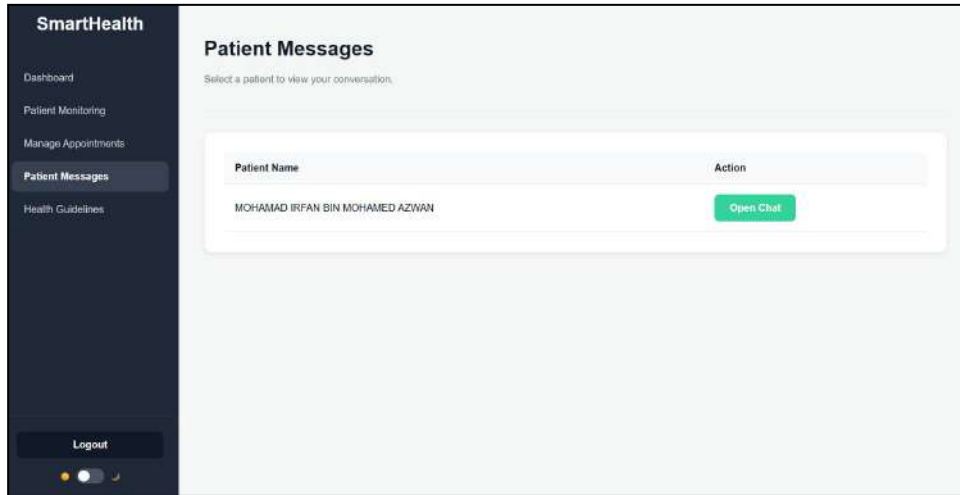 SmartHealth
Dashboard
Patient Monitoring
Manage Appointments
Patient Messages
Health Guidelines
Logout
Patient Messages
Select a patient to view your conversation.
Patient Name Action
MOHAMAD IRFAN BIN MOHAMED AZWAN Open Chat